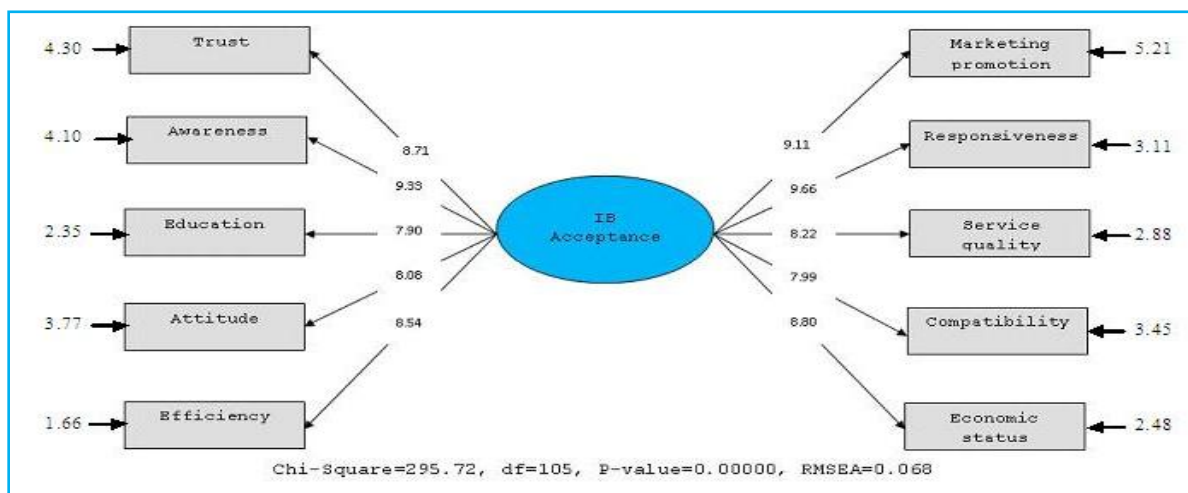 4.30
Trust
4.10
Awareness
2.35
Education
3.77
Attitude
1.66
Efficiency
8.71
9.33
7.90
8.08
8.54
IB
Acceptance
9.11
9.66
8.22
7.99
8.80
Marketing
promotion
5.21
Responsiveness
3.11
Service
quality
2.88
Compatibility
3.45
Economic
status
2.48
Chi-Square=295.72, df=105, P-value=0.00000, RMSEA=0.068